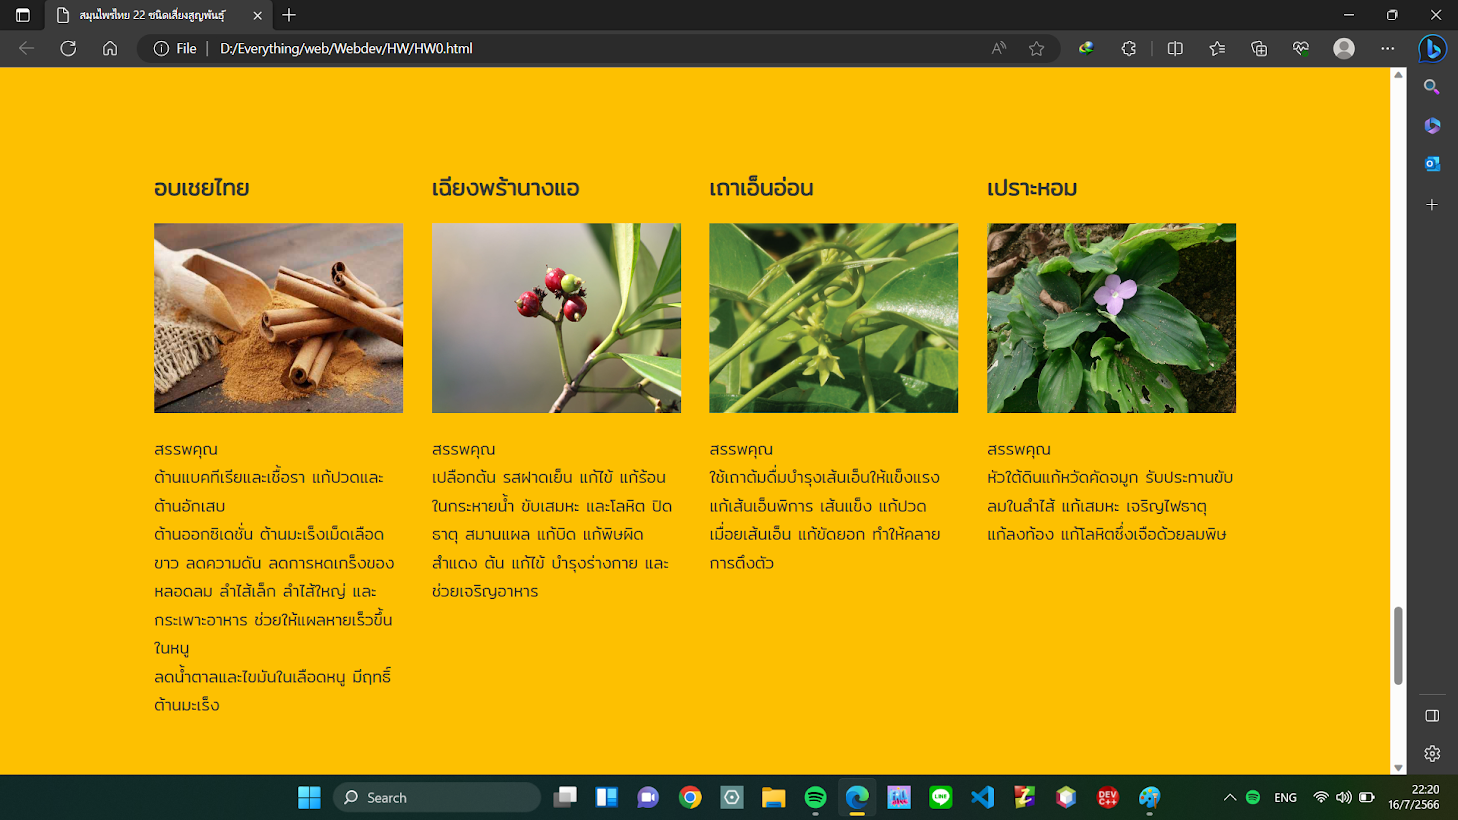 สมุนไพรไทย 22 ชนิดเสี่ยงสูญพันธุ์
File
D:/Everything/web/Webdev/HW/HW0.html
อบเชยไทย
สรรพคุณ
ต้านแบคทีเรียและเชื้อรา แก้ปวดและ
ต้านอักเสบ
ต้านออกซิเดชั่น ต้านมะเร็งเม็ดเลือด
ขาว ลดความดัน ลดการหดเกร็งของ
หลอดลม ลำไส้เล็ก ลำไส้ใหญ่ และ
กระเพาะอาหาร ช่วยให้แผลหายเร็วขึ้น
ในหนู
ลดน้ำตาลและไขมันในเลือดหนู มีฤทธิ์
ต้านมะเร็ง
เฉียงพร้านางแอ
สรรพคุณ
เปลือกต้น รสฝาดเย็น แก้ไข้ แก้ร้อน
ในกระหายน้ำ ขับเสมหะ และโลหิต ปิด
ธาตุ สมานแผล แก้บิด แก้พิษผิด
สำแดง ต้น แก้ไข้ บำรุงร่างกาย และ
ช่วยเจริญอาหาร
เถาเอ็นอ่อน
สรรพคุณ
ใช้เถาต้มดื่มบำรุงเส้นเอ็นให้แข็งแรง
แก้เส้นเอ็นพิการ เส้นแข็ง แก้ปวด
เมื่อยเส้นเอ็น แก้ขัดยอก ทำให้คลาย
การตึงตัว
เปราะหอม
สรรพคุณ
หัวใต้ดินแก้หวัดคัดจมูก รับประทานขับ
ลมในลำไส้ แก้เสมหะ เจริญไฟธาตุ
แก้ลงท้อง แก้โลหิตซึ่งเจือด้วยลมพิษ
Search
LINE
DEV
C++
ENG
22:20
16/7/2566